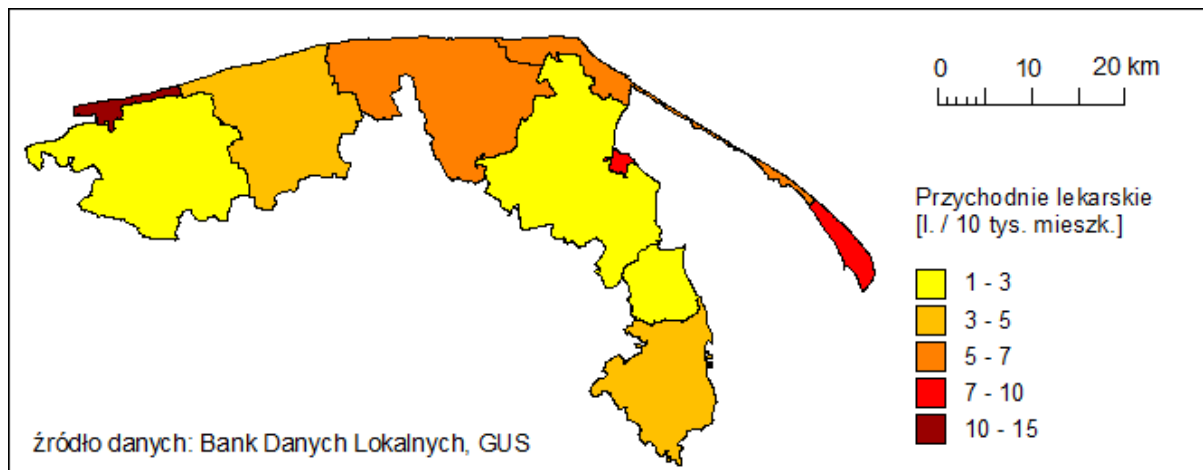 0 10 20 km
Przychodnie lekarskie
[l. / 10 tys. mieszk.]
1 - 3
3 - 5
5 - 7
7 - 10
10 - 15
źródło danych: Bank Danych Lokalnych, GUS